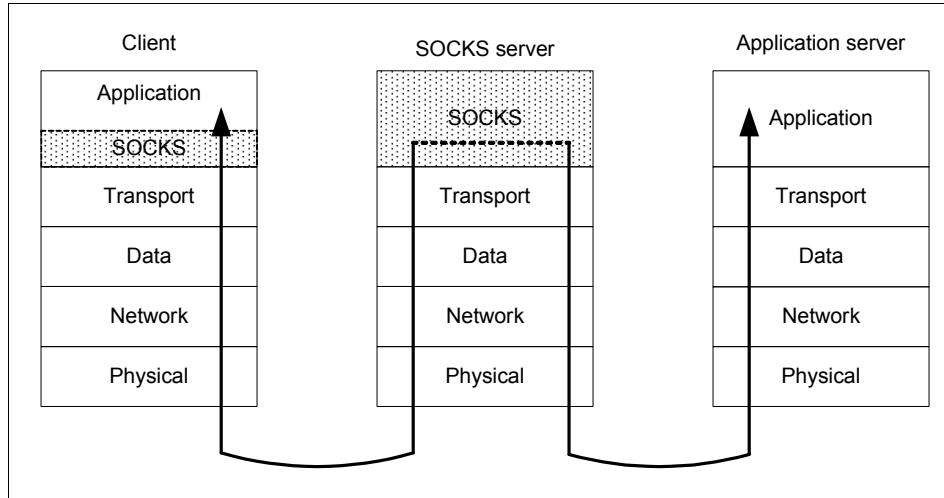 Client
Application
SOCKS
Transport
Data
Network
Physical
SOCKS server
SOCKS
Transport
Data
Network
Physical
Application server
Application
Transport
Data
Network
Physical